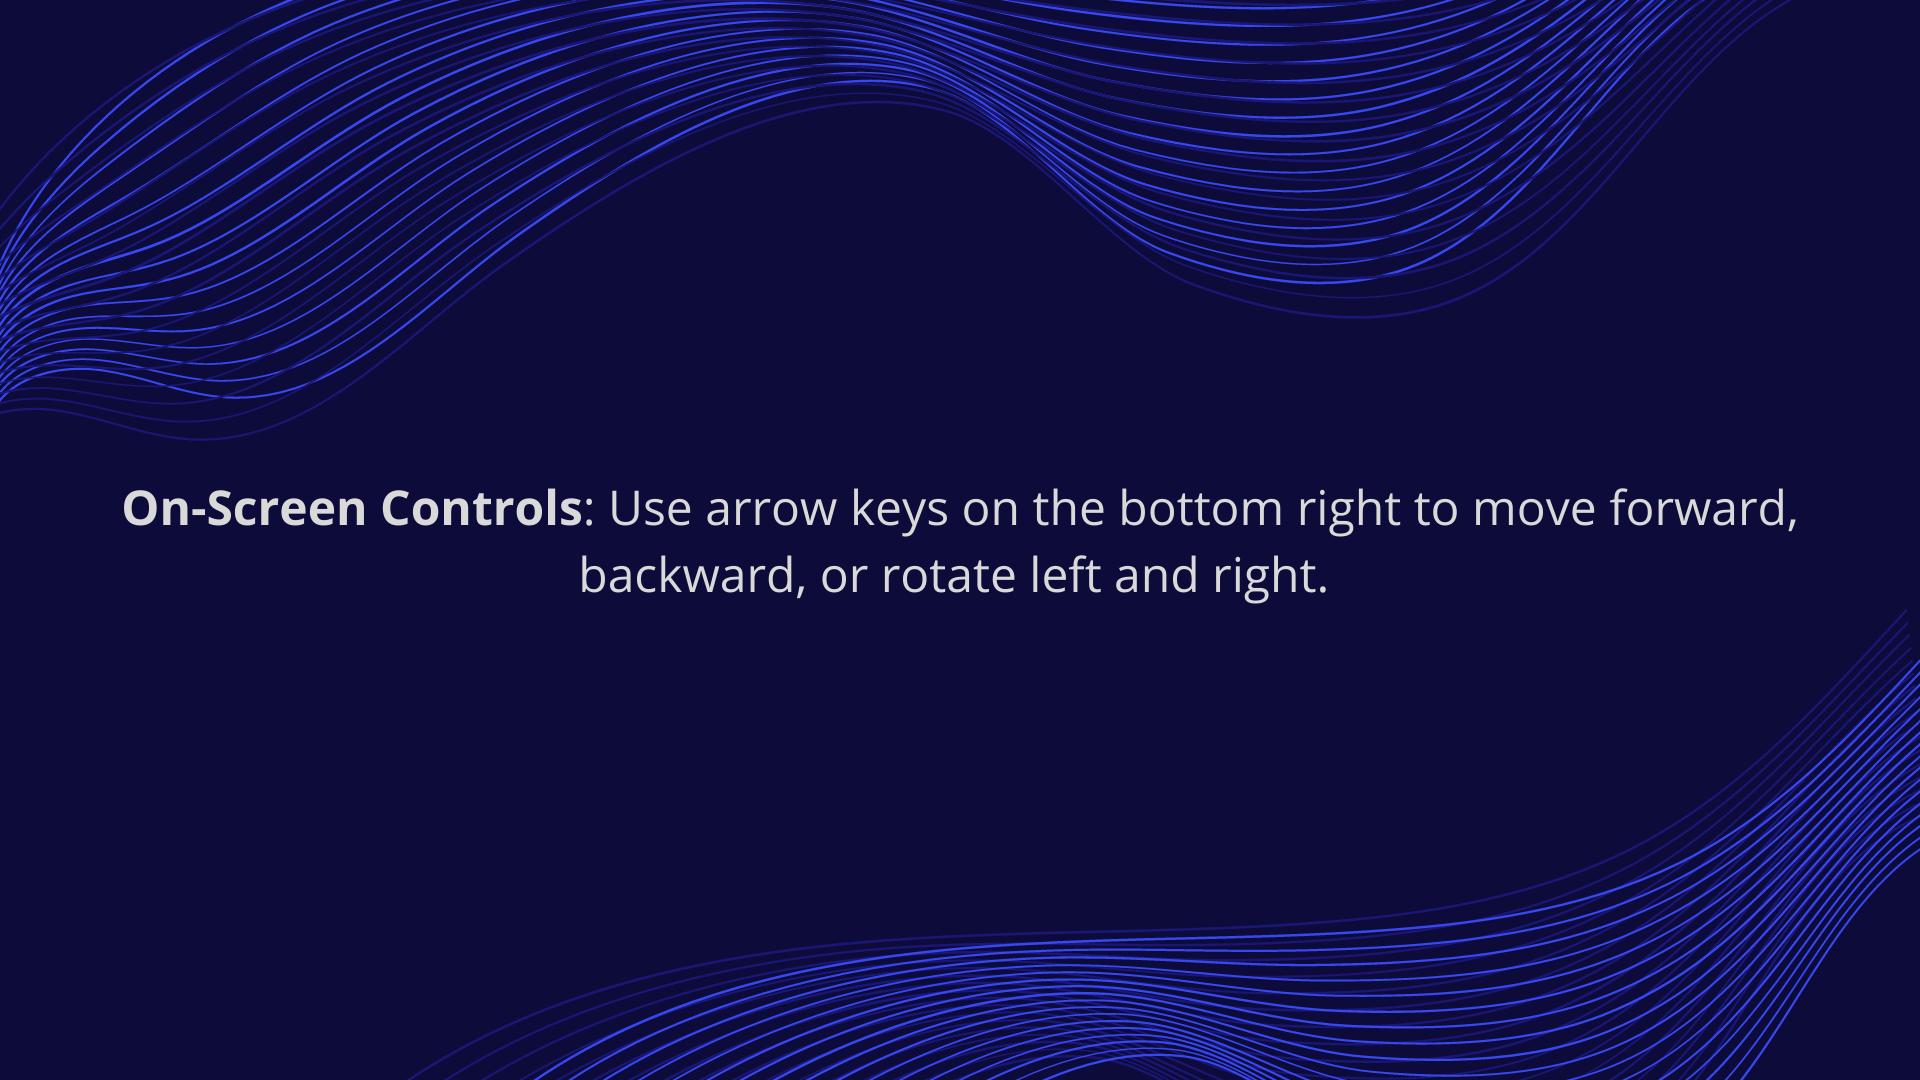 On-Screen Controls: Use arrow keys on the bottom right to move forward,
backward, or rotate left and right.